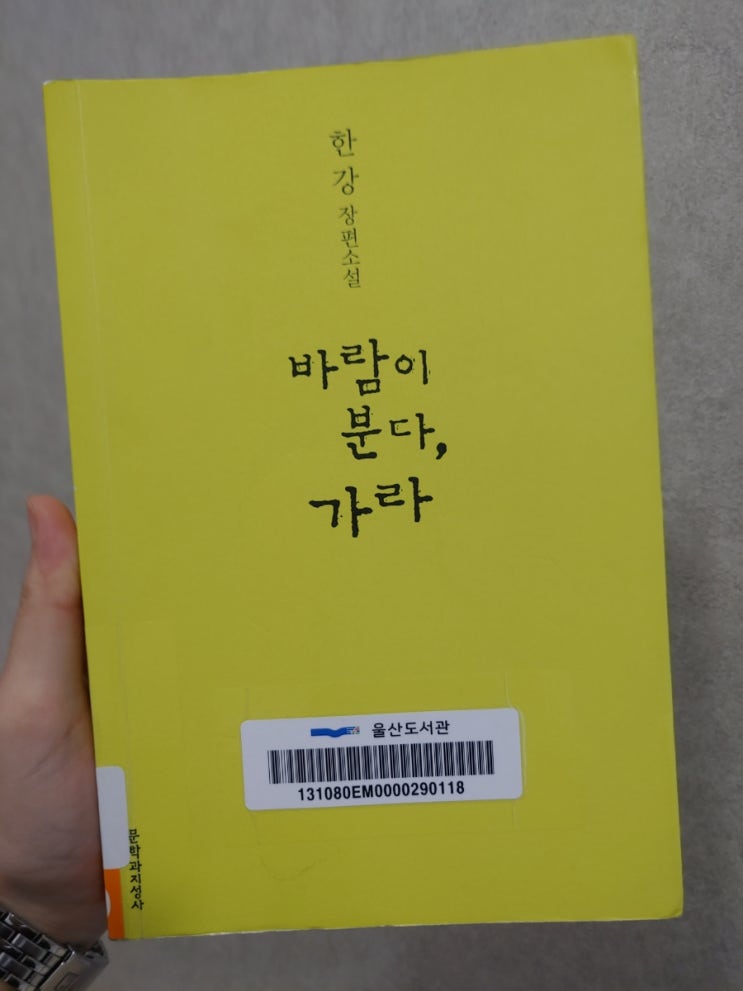 한강 장편소설
바람이
분다,
가라
울산도서관
131080EM0000290118
문학과지성사